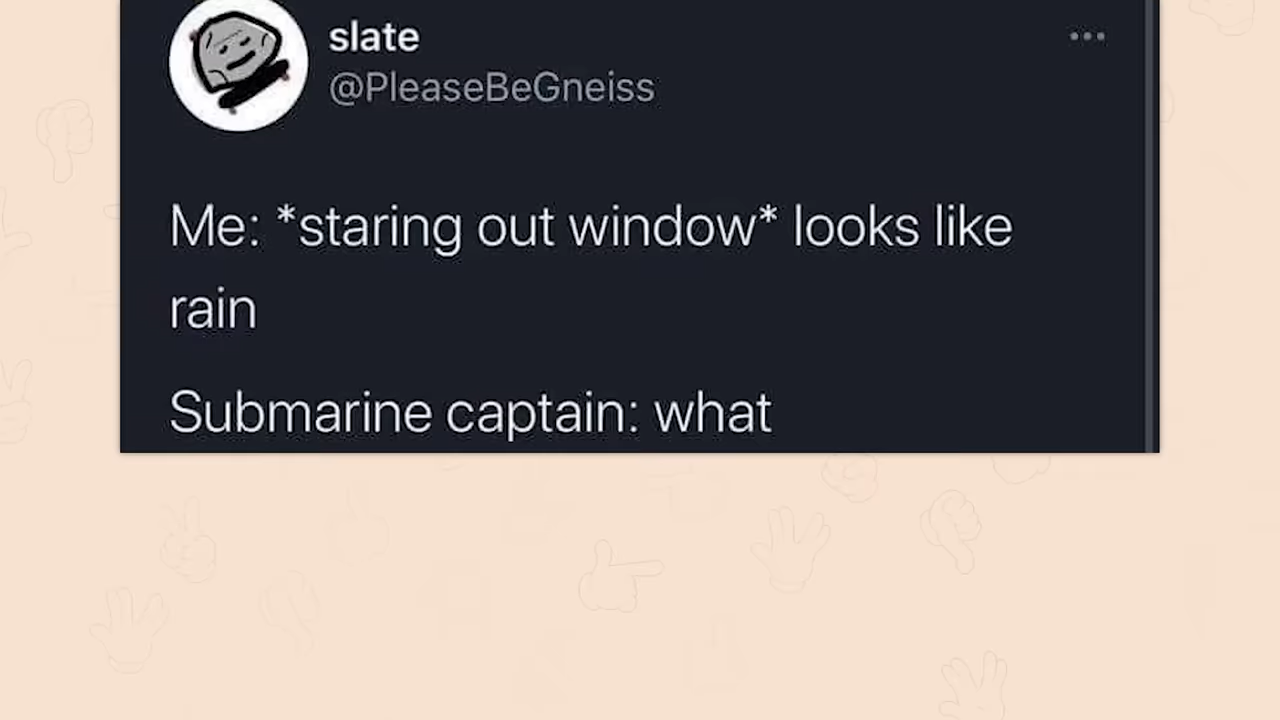 slate
@PleaseBeGneiss
Me: *staring out window* looks like
rain
Submarine captain: what